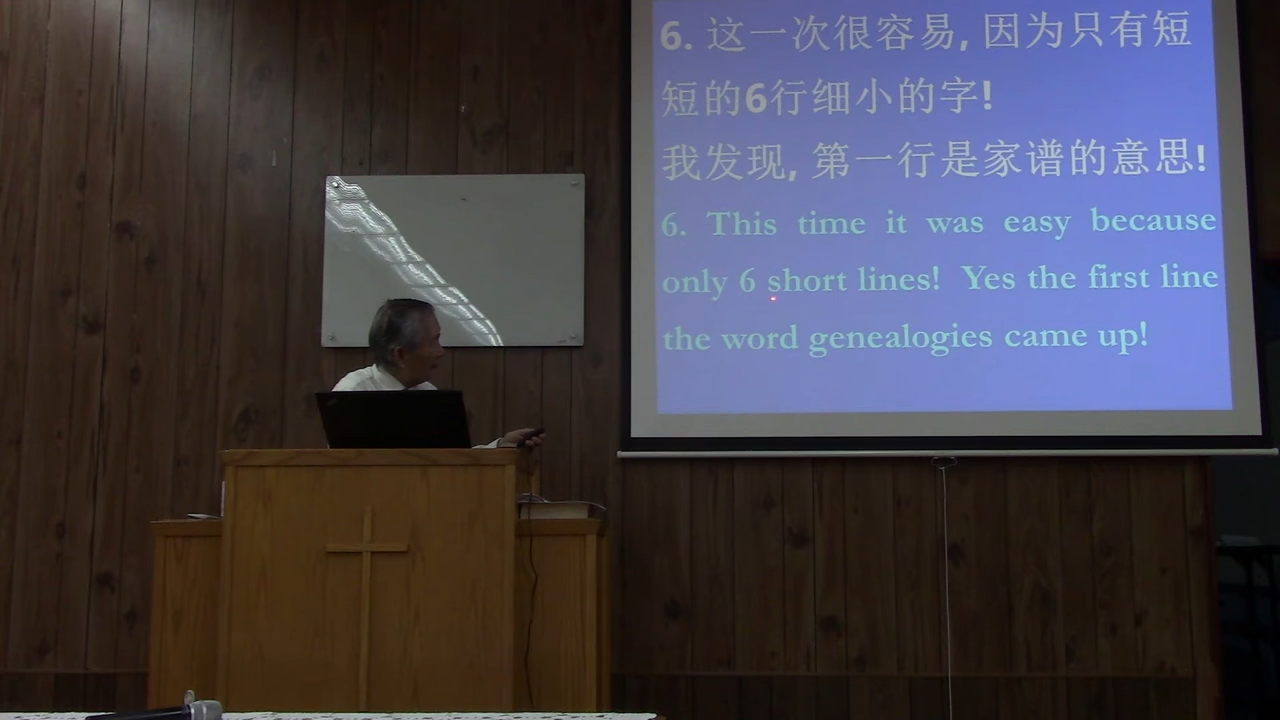 6. 这一次很容易, 因为只有短
短的6行细小的字!
我发现, 第一行是家谱的意思!
6. This time it was easy because
only 6 short lines! Yes the first line
the word genealogies came up!